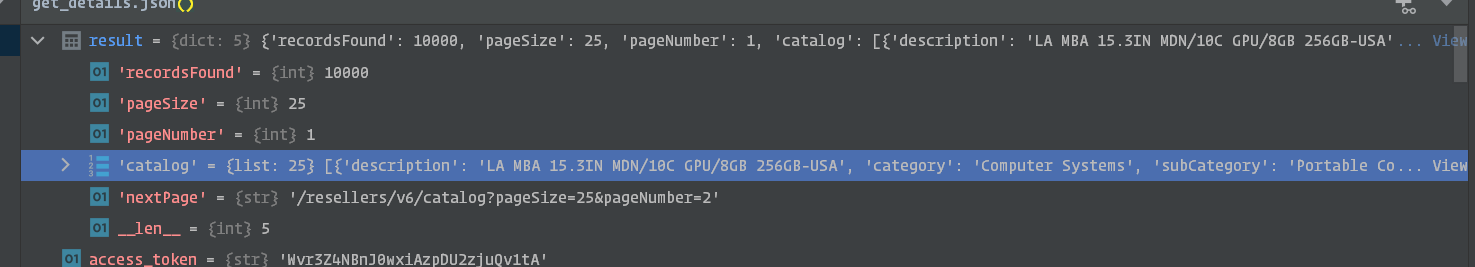 get_details.json()
result = {dict: 5} {'recordsFound': 10000, 'pageSize': 25, 'pageNumber': 1, 'catalog': [{'description': 'LA MBA 15.3IN MDN/10C GPU/8GB 256GB-USA'... View
01 'recordsFound' = {int} 10000
01 'pageSize' = {int} 25
01 'pageNumber' = {int} 1
'catalog' = {list: 25} [{'description': 'LA MBA 15.3IN MDN/10C GPU/8GB 256GB-USA', 'category': 'Computer Systems', 'subCategory': 'Portable Co... View
01 'nextPage' = {str} '/resellers/v6/catalog?pageSize=25&pageNumber=2'
01 __len__ = {int} 5
01 access_token = {str} 'Wvr3Z4NBnJ0wxiAzpDU2zjuQv1tA'